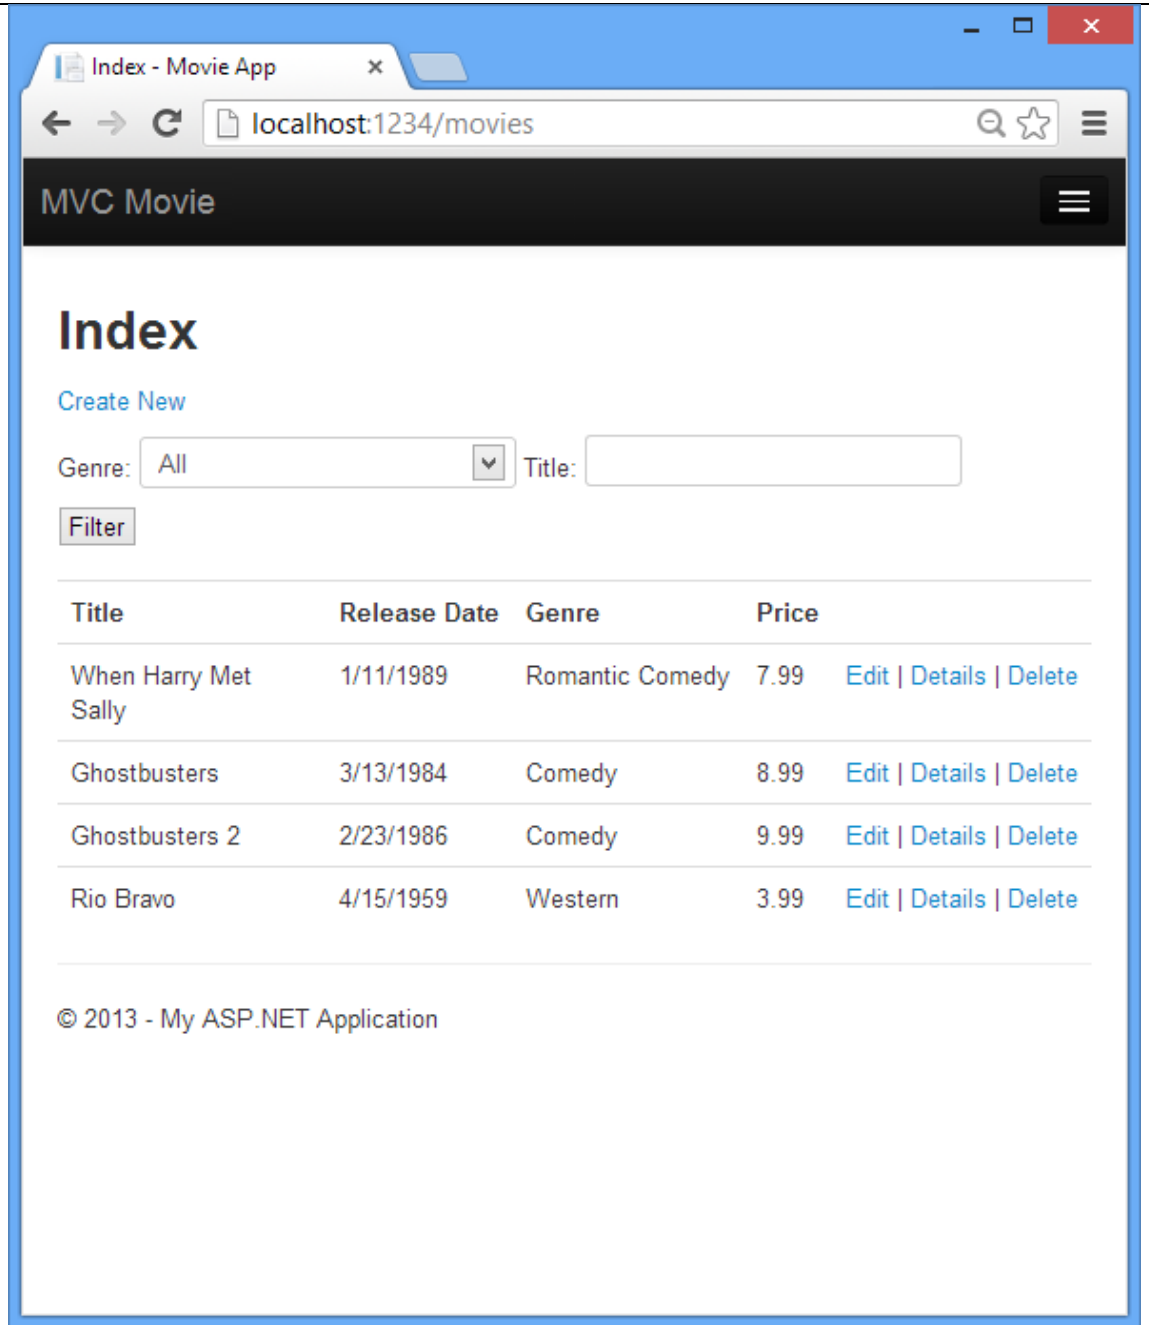 Index - Movie App
localhost:1234/movies
MVC Movie
Index
Create New
Genre: All Title:
Filter
Title Release Date Genre Price
When Harry Met Sally 1/11/1989 Romantic Comedy 7.99 Edit | Details | Delete
Ghostbusters 3/13/1984 Comedy 8.99 Edit | Details | Delete
Ghostbusters 2 2/23/1986 Comedy 9.99 Edit | Details | Delete
Rio Bravo 4/15/1959 Western 3.99 Edit | Details | Delete
© 2013 - My ASP.NET Application